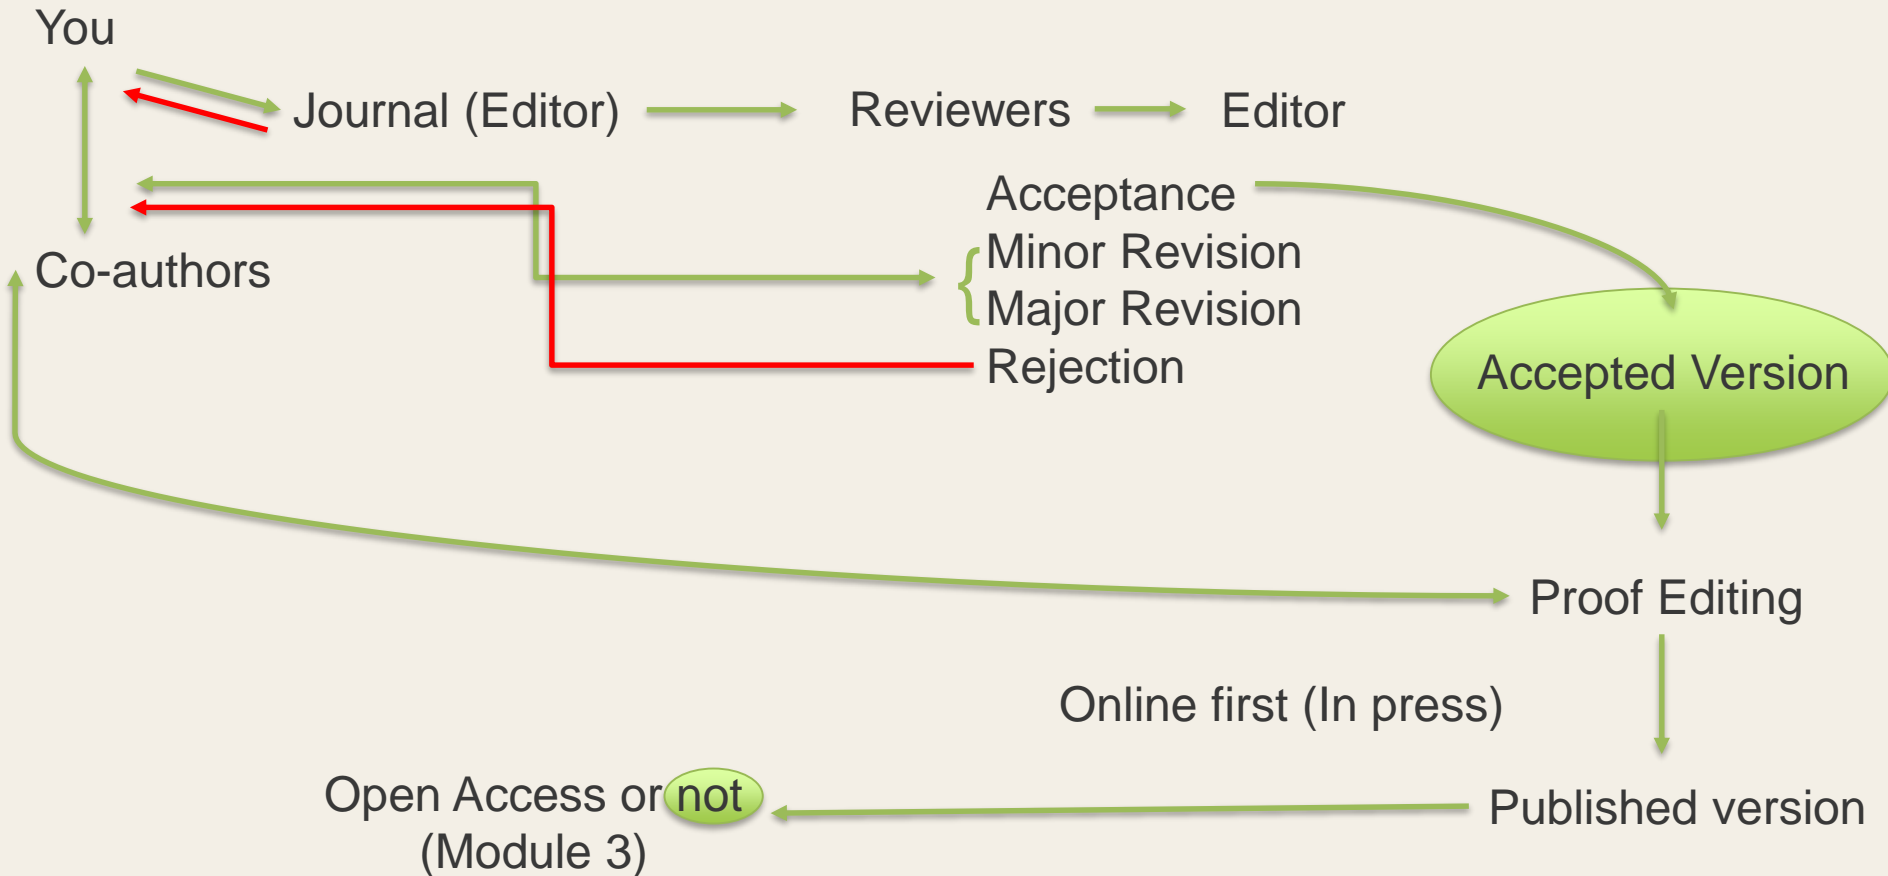 You
Journal (Editor)
Reviewers
Editor
Acceptance
Minor Revision
Co-authors
Major Revision
Rejection
Accepted Version
Proof Editing
Online first (In press)
Open Access or not
(Module 3)
Published version